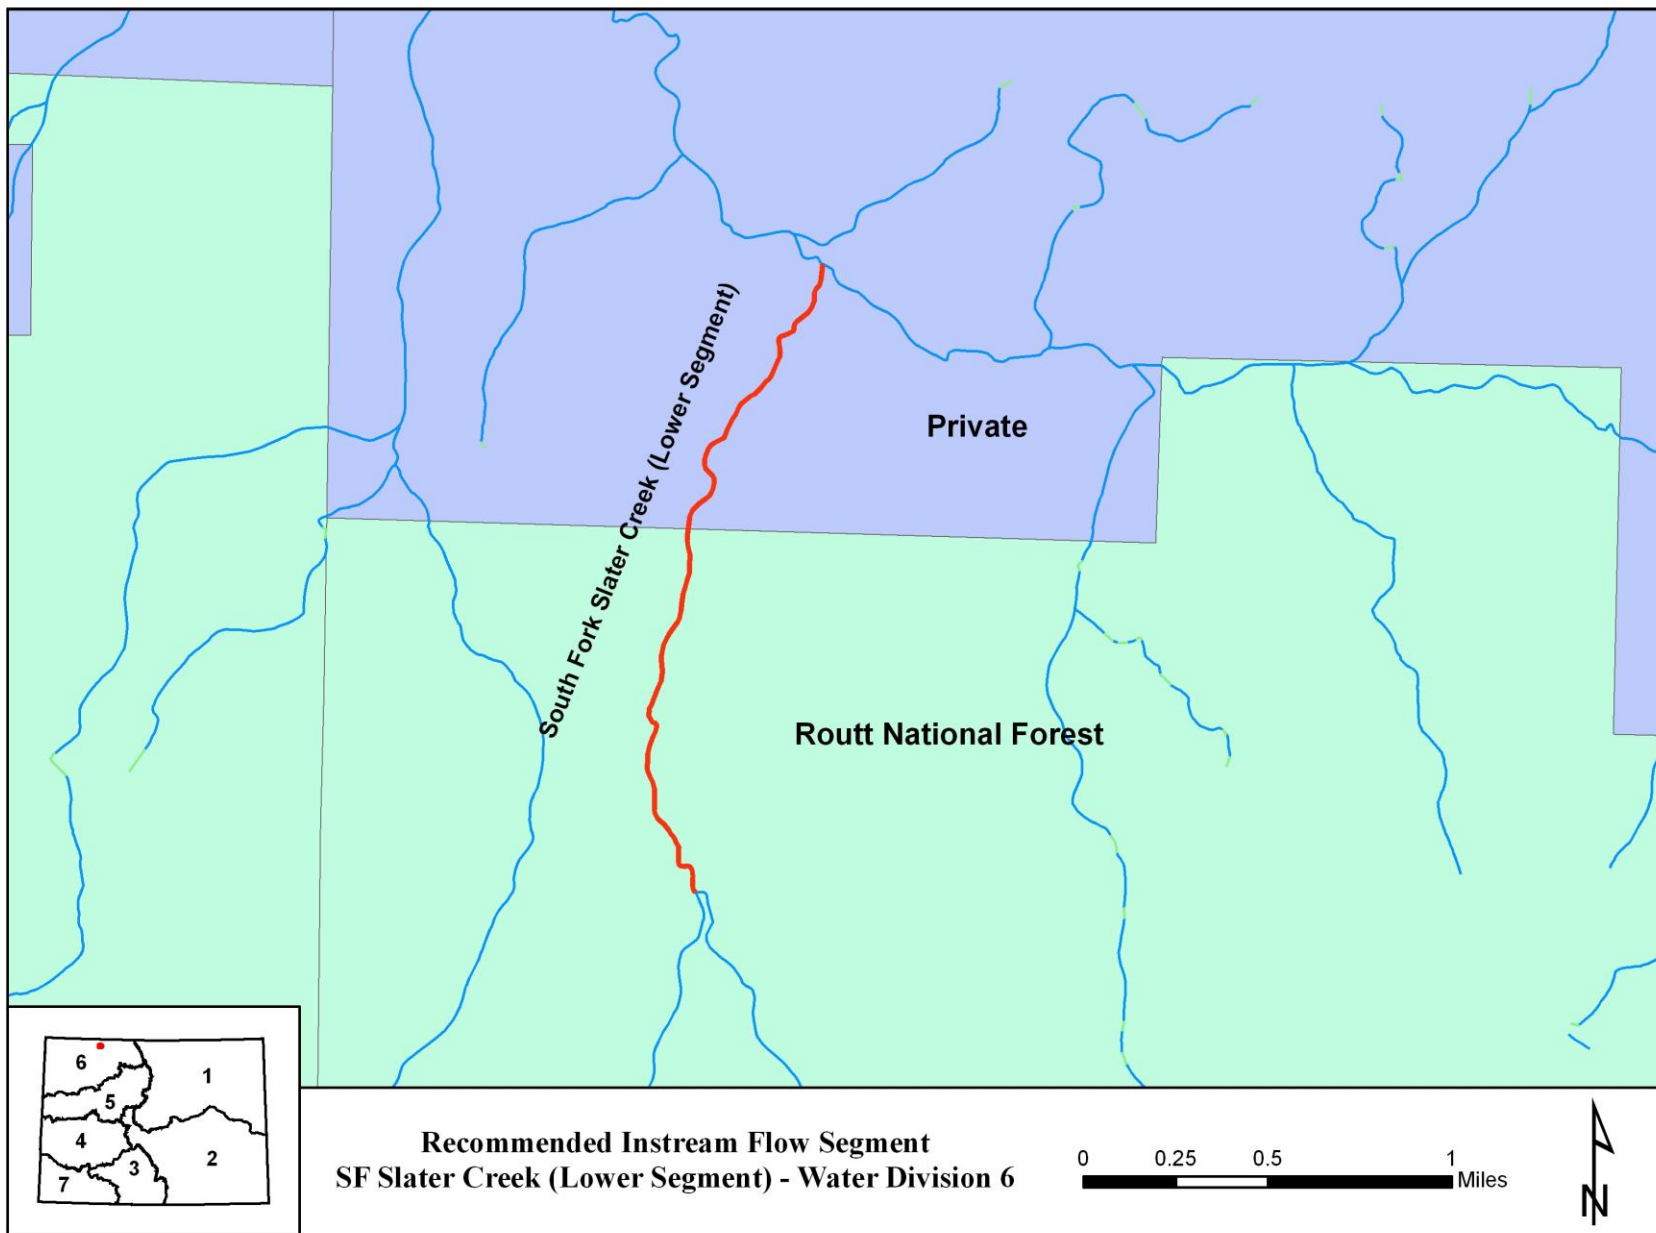 South Fork Slater Creek (Lower Segment)
Private
Routt National Forest
6
1
5
4
2
3
7
Recommended Instream Flow Segment
SF Slater Creek (Lower Segment) - Water Division 6
0 0.25 0.5 1
Miles
N